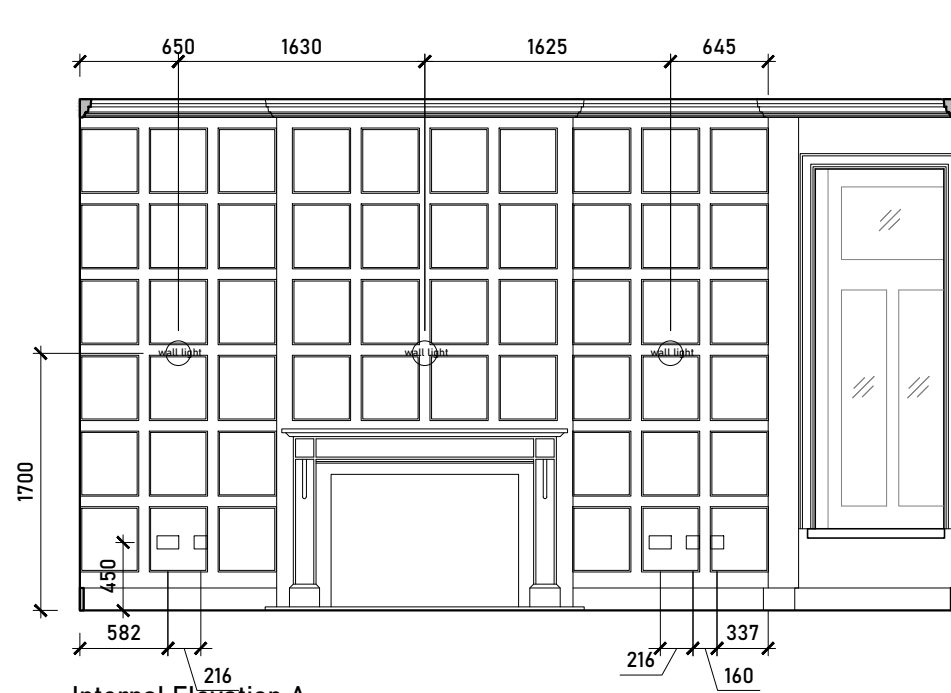 650 1630 1625 645
wall light wall light wall light
1700
450
582 216 216 160 337
Internal Elevation A